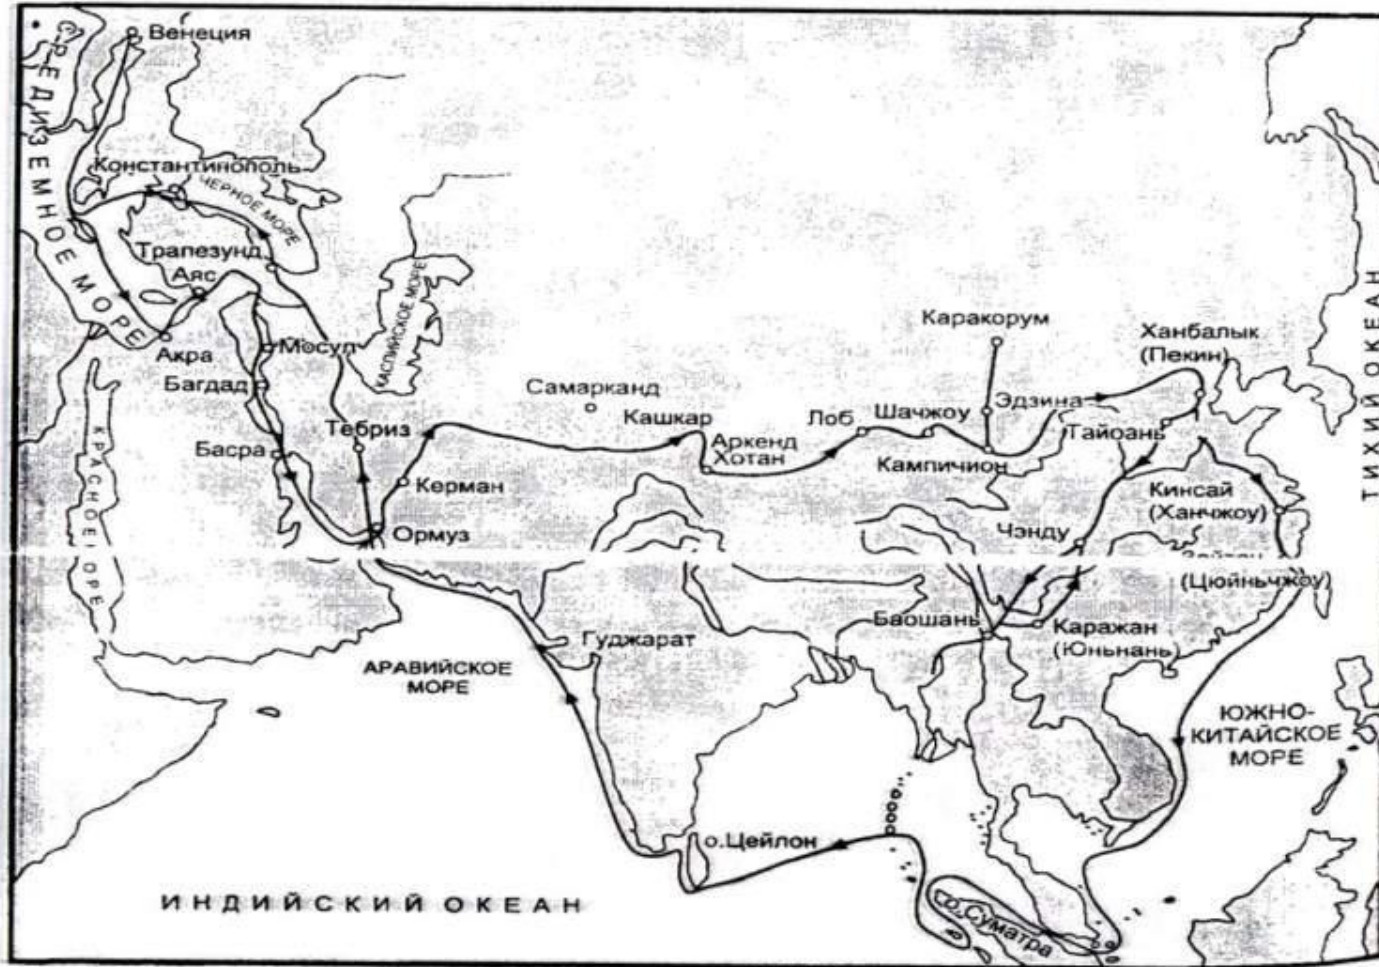 Венеция
СРЕДИЗЕМНОЕ МОРЕ
Константинополь
ЧЕРНОЕ МОРЕ
Трапезунд
Аяс
КАСПИЙСКОЕ МОРЕ
Акра
Мосул
Багдад
Басра
Тебриз
Керман
Ормуз
КРАСНОЕ МОРЕ
Самарканд
Кашкар
Аркенд
Хотан
Лоб
Шачжоу
Каракорум
Эдзина
Кампичион
Ханбалык
(Пекин)
Тайоань
ТИХИЙ ОКЕАН
Кинсай
(Ханчжоу)
Чэнду
(Цюйньчжоу)
Баошань
Каражан
(Юньнань)
Гуджарат
АРАВИЙСКОЕ
МОРЕ
ЮЖНО-
КИТАЙСКОЕ
МОРЕ
о.Цейлон
о.Суматра
ИНДИЙСКИЙ ОКЕАН